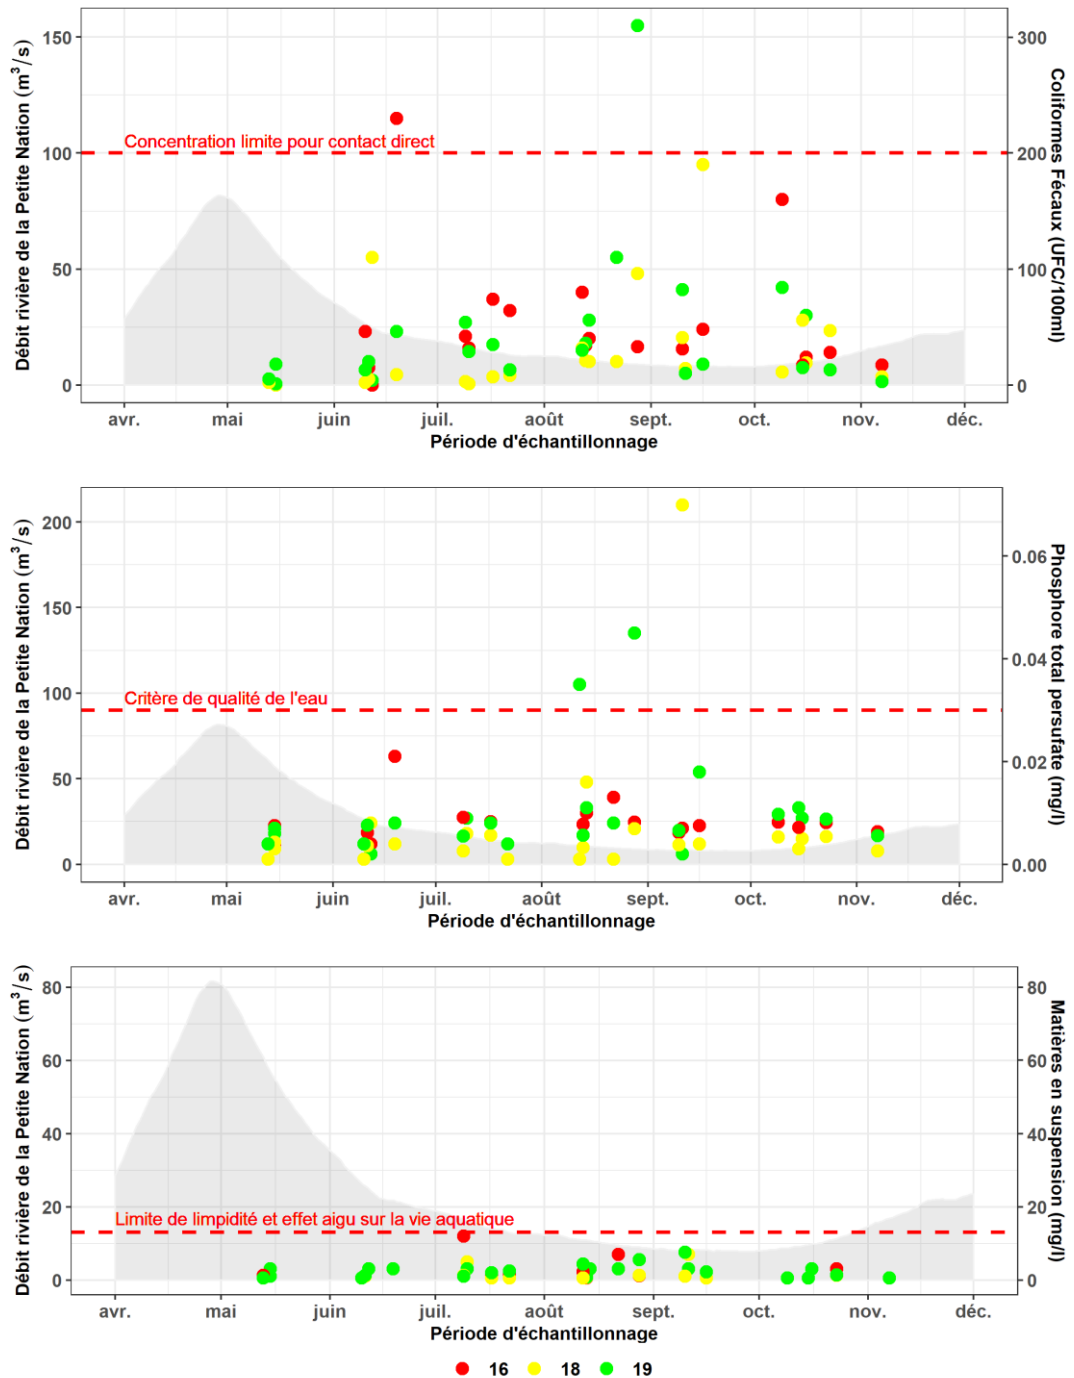 Débit rivière de la Petite Nation (m³/s)
150
100
50
0
Concentration limite pour contact direct
300
200
100
0
Coliformes Fécaux (UFC/100ml)
avr. mai juin juil. août sept. oct. nov. déc.
Période d'échantillonnage
Débit rivière de la Petite Nation (m³/s)
200
150
100
50
0
Critère de qualité de l'eau
0.06
0.04
0.02
0.00
Phosphore total persufate (mg/l)
avr. mai juin juil. août sept. oct. nov. déc.
Période d'échantillonnage
Débit rivière de la Petite Nation (m³/s)
80
60
40
20
0
Limite de limpidité et effet aigu sur la vie aquatique
80
60
40
20
0
Matières en suspension (mg/l)
avr. mai juin juil. août sept. oct. nov. déc.
Période d'échantillonnage
16 18 19